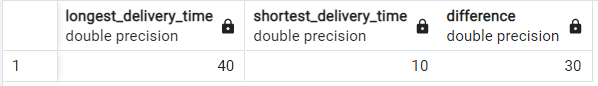 longest_delivery_time shortest_delivery_time difference
double precision double precision double precision
1 40 10 30